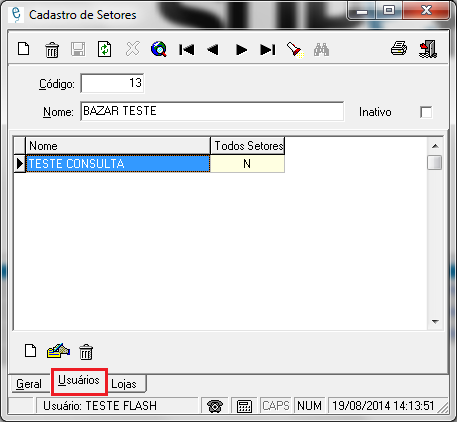 Cadastro de Setores
Código: 13
Nome: BAZAR TESTE Inativo
Nome Todos Setores
TESTE CONSULTA N
Geral Usuários Lojas
Usuário: TESTE FLASH CAPS NUM 19/08/2014 14:13:51